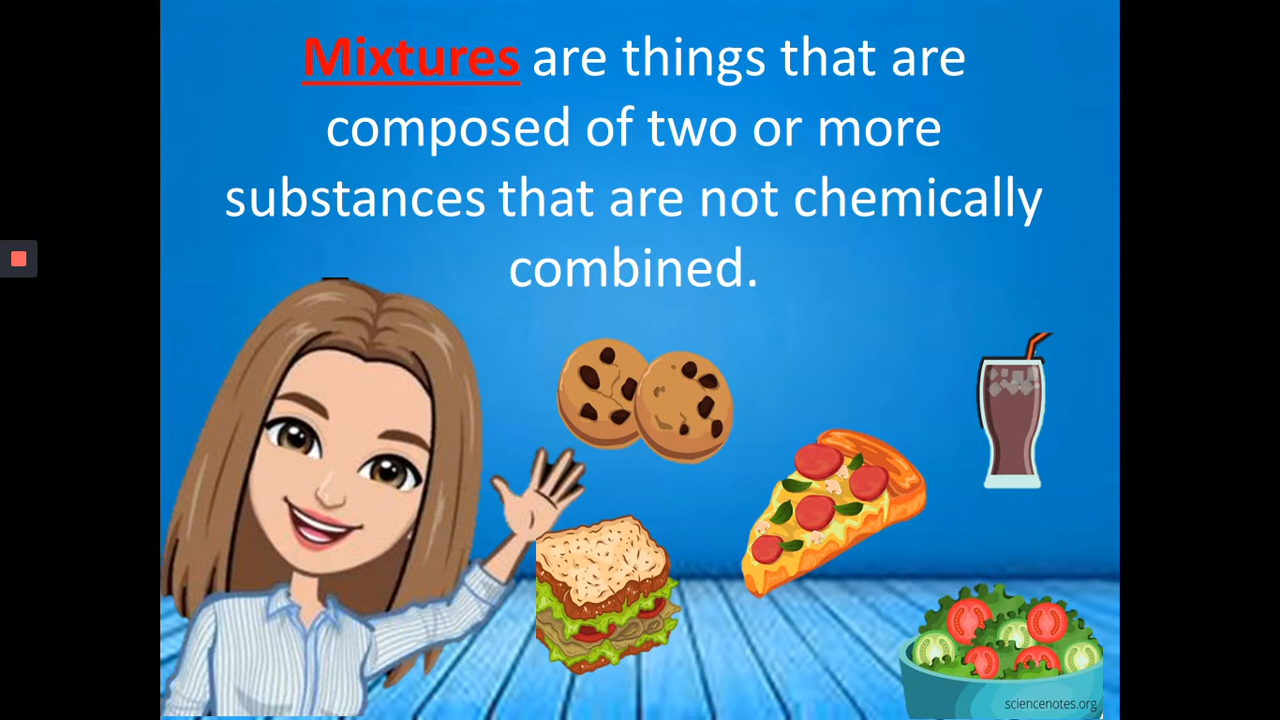 Mixtures are things that are
composed of two or more
substances that are not chemically
combined.
sciencenotes.org